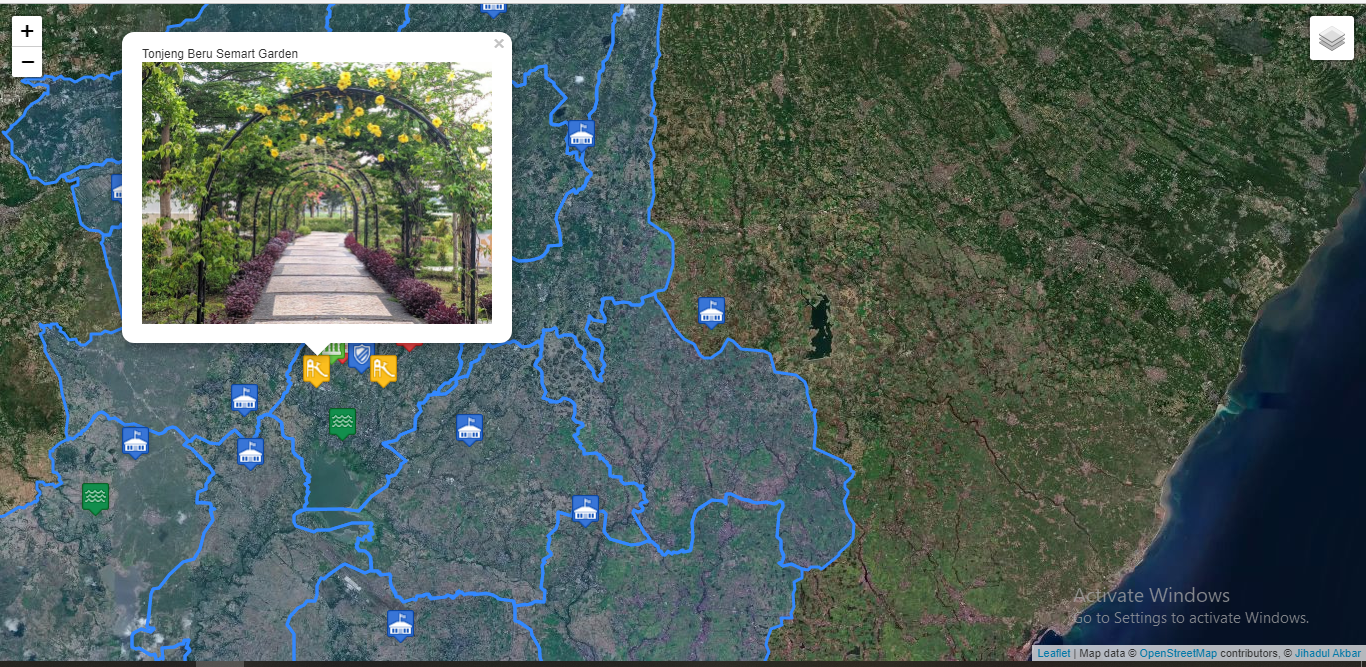 +
−
Tonjeng Beru Semart Garden
×
Activate Windows
Go to Settings to activate Windows.
Leaflet | Map data © OpenStreetMap contributors, © Jihadul Akbar